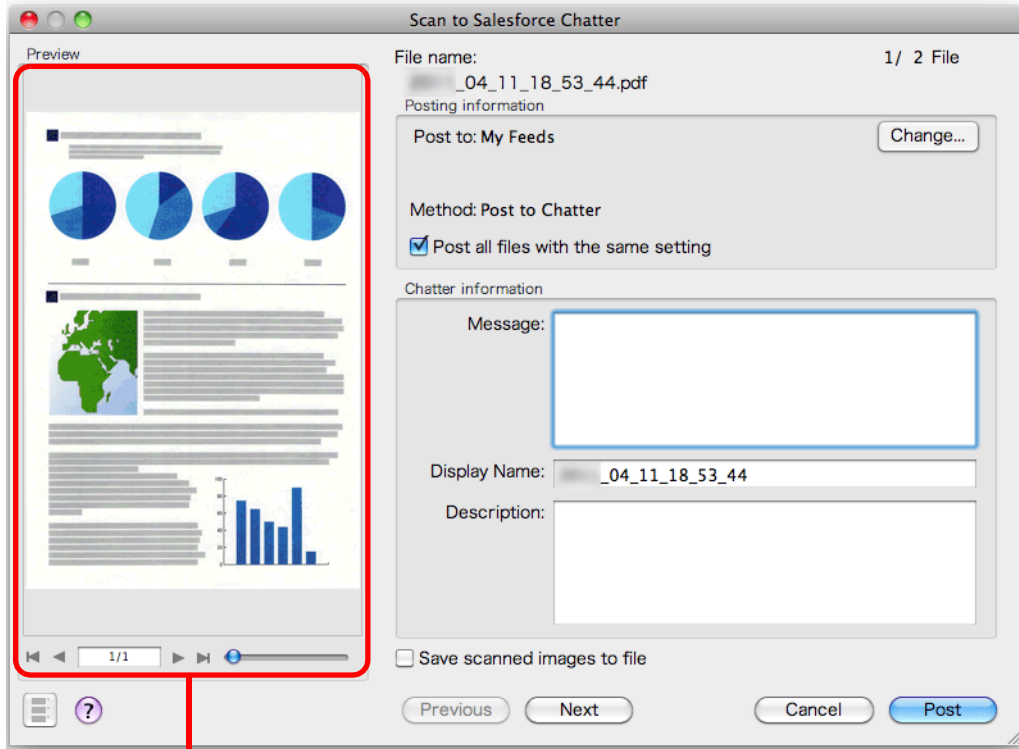 Scan to Salesforce Chatter
Preview
1/1
File name:
1/ 2 File
_04_11_18_53_44.pdf
Posting information
Post to: My Feeds
Change...
Method: Post to Chatter
Post all files with the same setting
Chatter information
Message:
Display Name: _04_11_18_53_44
Description:
Save scanned images to file
?
Previous
Next
Cancel
Post